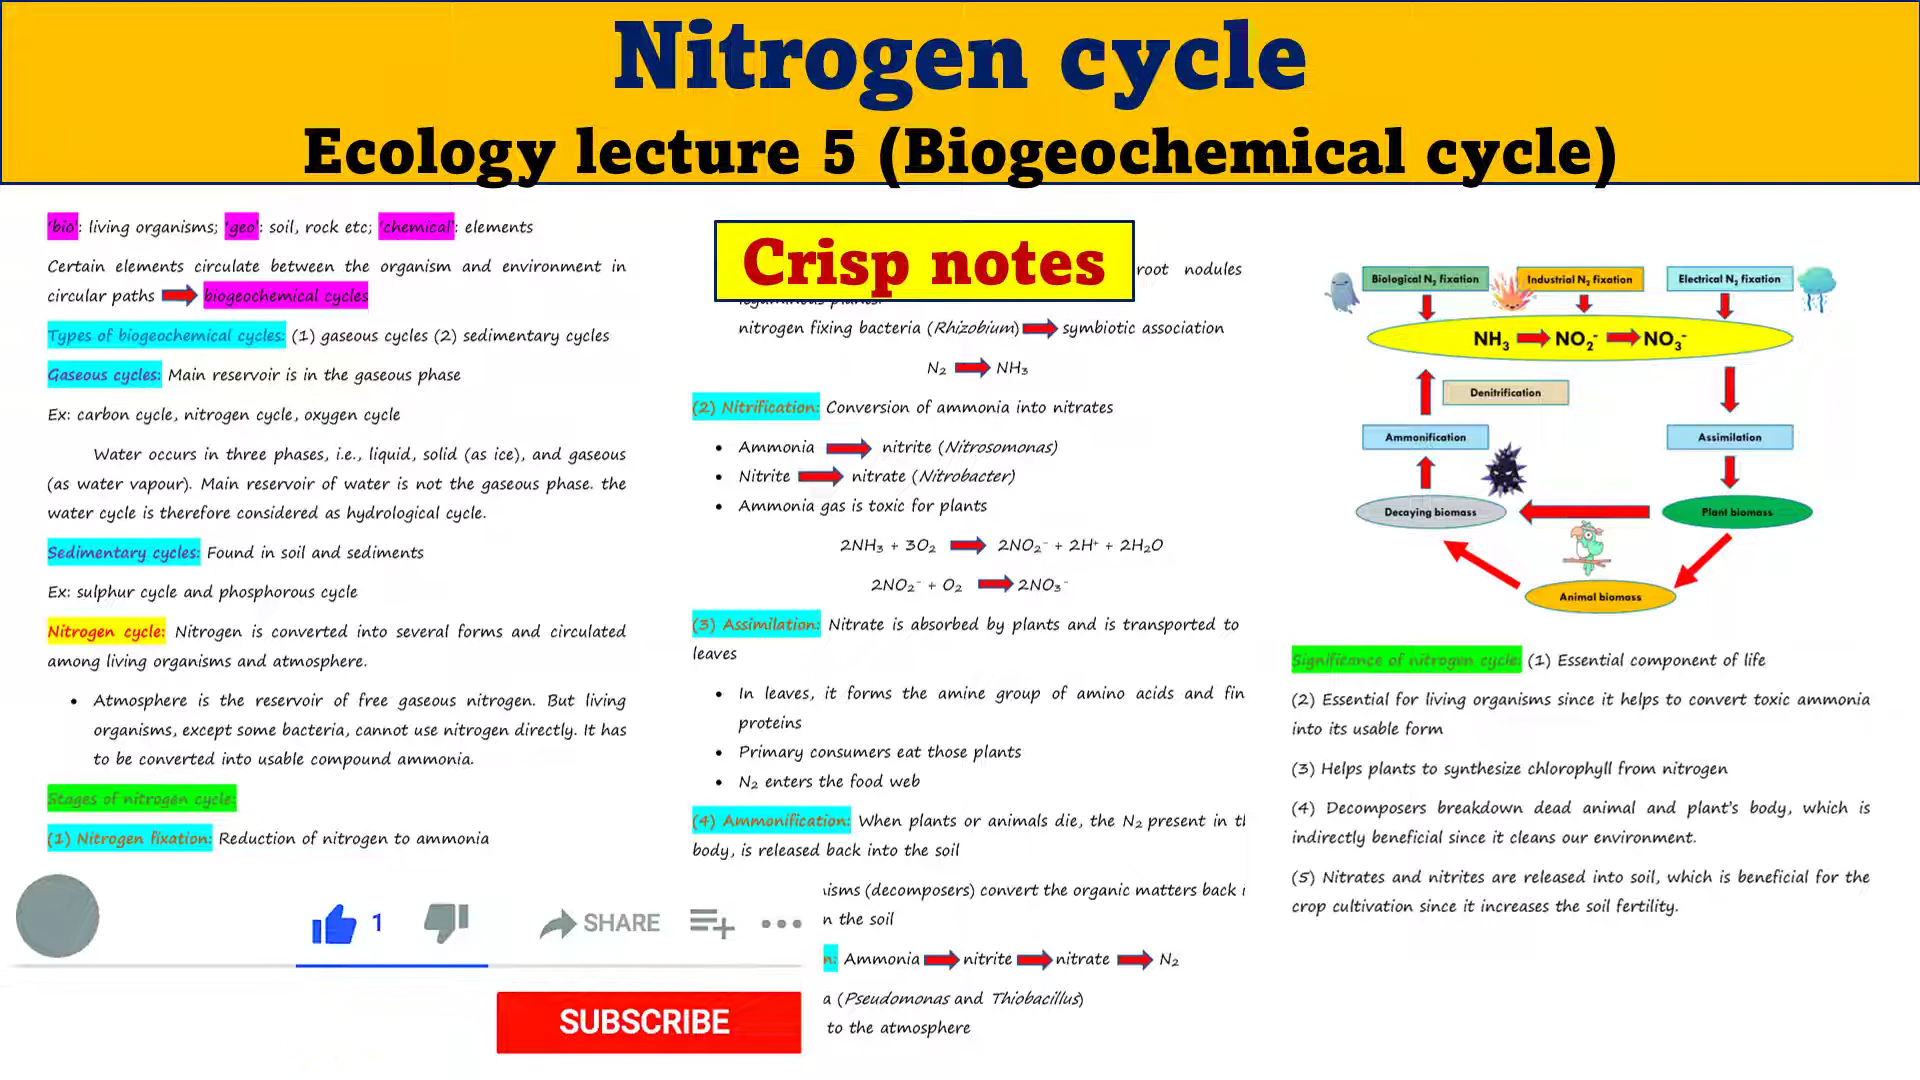 Nitrogen cycle
Ecology lecture 5 (Biogeochemical cycle)
'bio': living organisms; 'geo': soil, rock etc; 'chemical': elements
Certain elements circulate between the organism and environment in
circular paths biogeochemical cycles
Types of biogeochemical cycles: (1) gaseous cycles (2) sedimentary cycles
Gaseous cycles: Main reservoir is in the gaseous phase
Ex: carbon cycle, nitrogen cycle, oxygen cycle
Water occurs in three phases, i.e., liquid, solid (as ice), and gaseous
(as water vapour). Main reservoir of water is not the gaseous phase. the
water cycle is therefore considered as hydrological cycle.
Sedimentary cycles: Found in soil and sediments
Ex: sulphur cycle and phosphorous cycle
Nitrogen cycle: Nitrogen is converted into several forms and circulated
among living organisms and atmosphere.
• Atmosphere is the reservoir of free gaseous nitrogen. But living
organisms, except some bacteria, cannot use nitrogen directly. It has
to be converted into usable compound ammonia.
Stages of nitrogen cycle:
(1) Nitrogen fixation: Reduction of nitrogen to ammonia
1
SHARE
SUBSCRIBE
Crisp notes
root nodules
nitrogen fixing bacteria (Rhizobium) symbiotic association
N₂ NH₃
(2) Nitrification: Conversion of ammonia into nitrates
• Ammonia nitrite (Nitrosomonas)
• Nitrite nitrate (Nitrobacter)
• Ammonia gas is toxic for plants
2NH₃ + 3O₂ 2NO₂⁻ + 2H⁺ + 2H₂O
2NO₂⁻ + O₂ 2NO₃⁻
(3) Assimilation: Nitrate is absorbed by plants and is transported to
leaves
• In leaves, it forms the amine group of amino acids and fin
proteins
• Primary consumers eat those plants
• N₂ enters the food web
(4) Ammonification: When plants or animals die, the N₂ present in
body, is released back into the soil
isms (decomposers) convert the organic matters back
n the soil
n: Ammonia nitrite nitrate N₂
a (Pseudomonas and Thiobacillus)
to the atmosphere
Biological N₂ fixation
Industrial N₂ fixation
Electrical N₂ fixation
NH₃ NO₂⁻ NO₃⁻
Denitrification
Ammonification
Assimilation
Decaying biomass
Plant biomass
Animal biomass
Significance of nitrogen cycle: (1) Essential component of life
(2) Essential for living organisms since it helps to convert toxic ammonia
into its usable form
(3) Helps plants to synthesize chlorophyll from nitrogen
(4) Decomposers breakdown dead animal and plant's body, which is
indirectly beneficial since it cleans our environment.
(5) Nitrates and nitrites are released into soil, which is beneficial for the
crop cultivation since it increases the soil fertility.